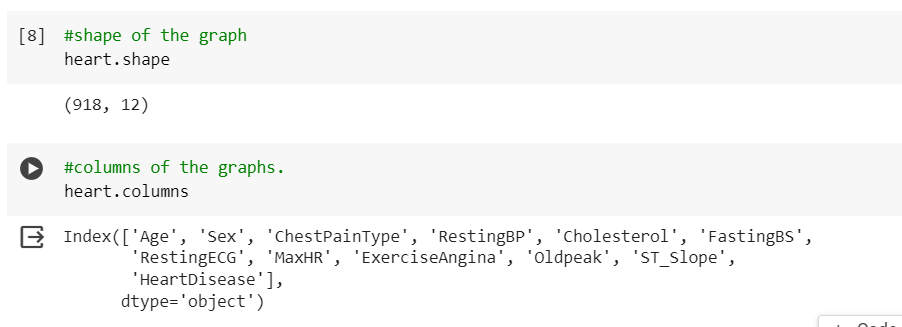 [8] #shape of the graph
heart.shape
(918, 12)
#columns of the graphs.
heart.columns
Index(['Age', 'Sex', 'ChestPainType', 'RestingBP', 'Cholesterol', 'FastingBS',
'RestingECG', 'MaxHR', 'ExerciseAngina', 'Oldpeak', 'ST_Slope',
'HeartDisease'],
dtype='object')